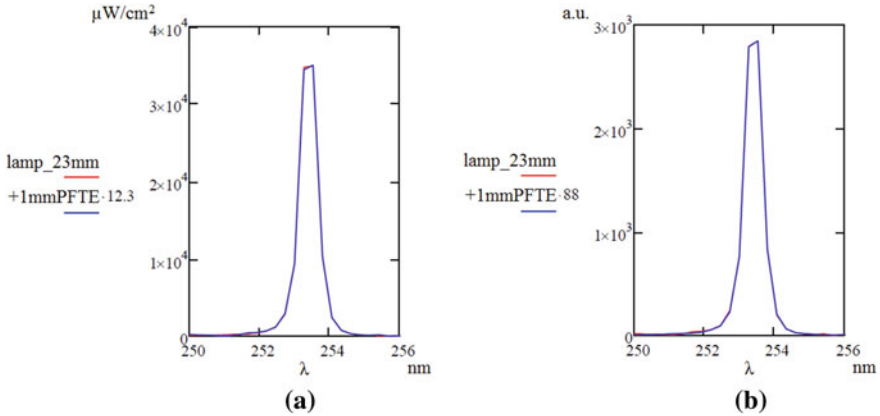 µW/cm²
4×10⁴
3×10⁴
2×10⁴
1×10⁴
0
250 252 254 256
λ nm
lamp_23mm
+1mmPFTE·12.3
(a)
a.u.
3×10³
2×10³
1×10³
0
250 252 254 256
λ nm
lamp_23mm
+1mmPFTE·88
(b)